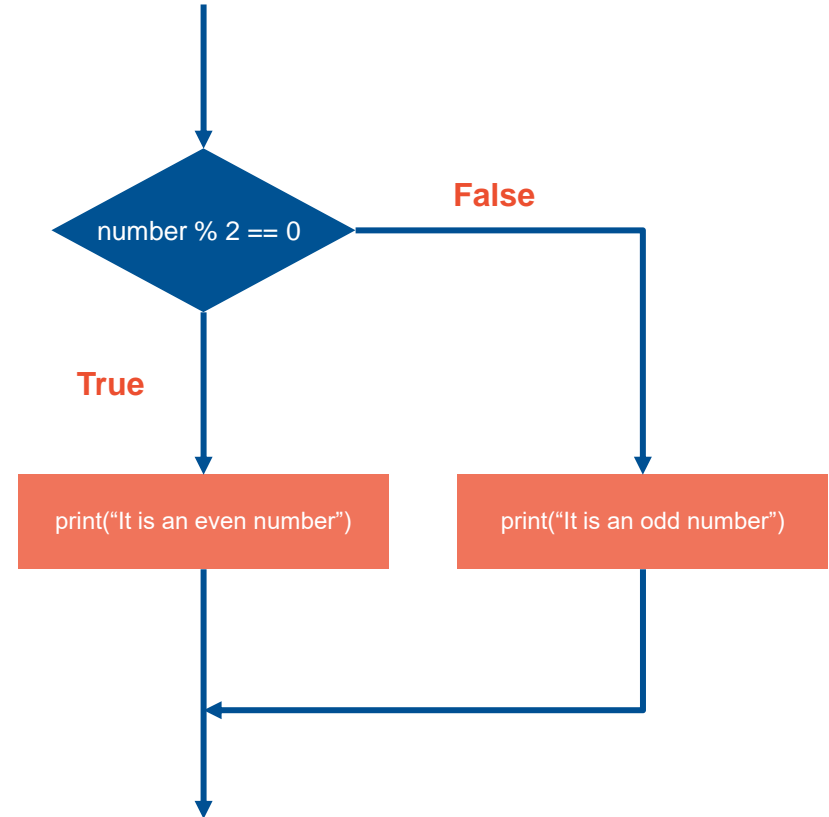 False
number % 2 == 0
True
print(“It is an even number”)
print(“It is an odd number”)